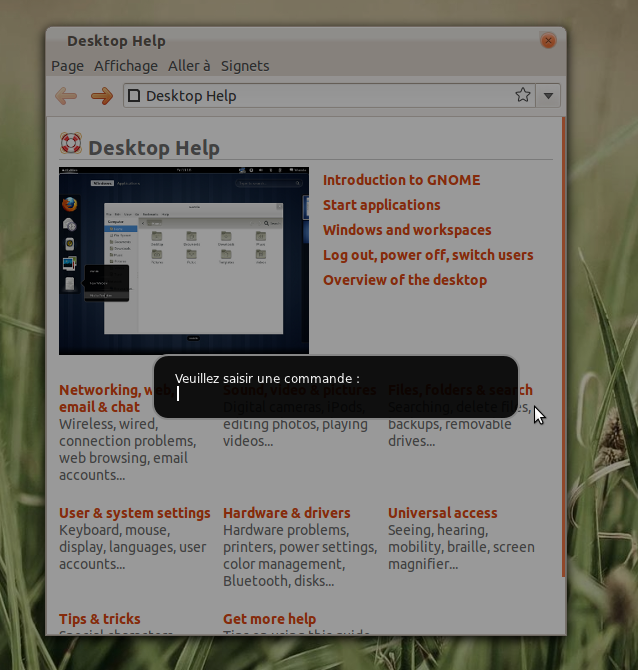 Desktop Help
Page Affichage Aller à Signets
Desktop Help
Desktop Help
Introduction to GNOME
Start applications
Windows and workspaces
Log out, power off, switch users
Overview of the desktop
Veuillez saisir une commande :
Networking, web,
email & chat
Wireless, wired,
connection problems,
web browsing, email
accounts...
Sound, video & pictures
Digital cameras, iPods,
editing photos, playing
videos...
Files, folders & search
Searching, delete files,
backups, removable
drives...
User & system settings
Keyboard, mouse,
display, languages, user
accounts...
Hardware & drivers
Hardware problems,
printers, power settings,
color management,
Bluetooth, disks...
Universal access
Seeing, hearing,
mobility, braille, screen
magnifier...
Tips & tricks
Special characters
Get more help
Tips on using this guide